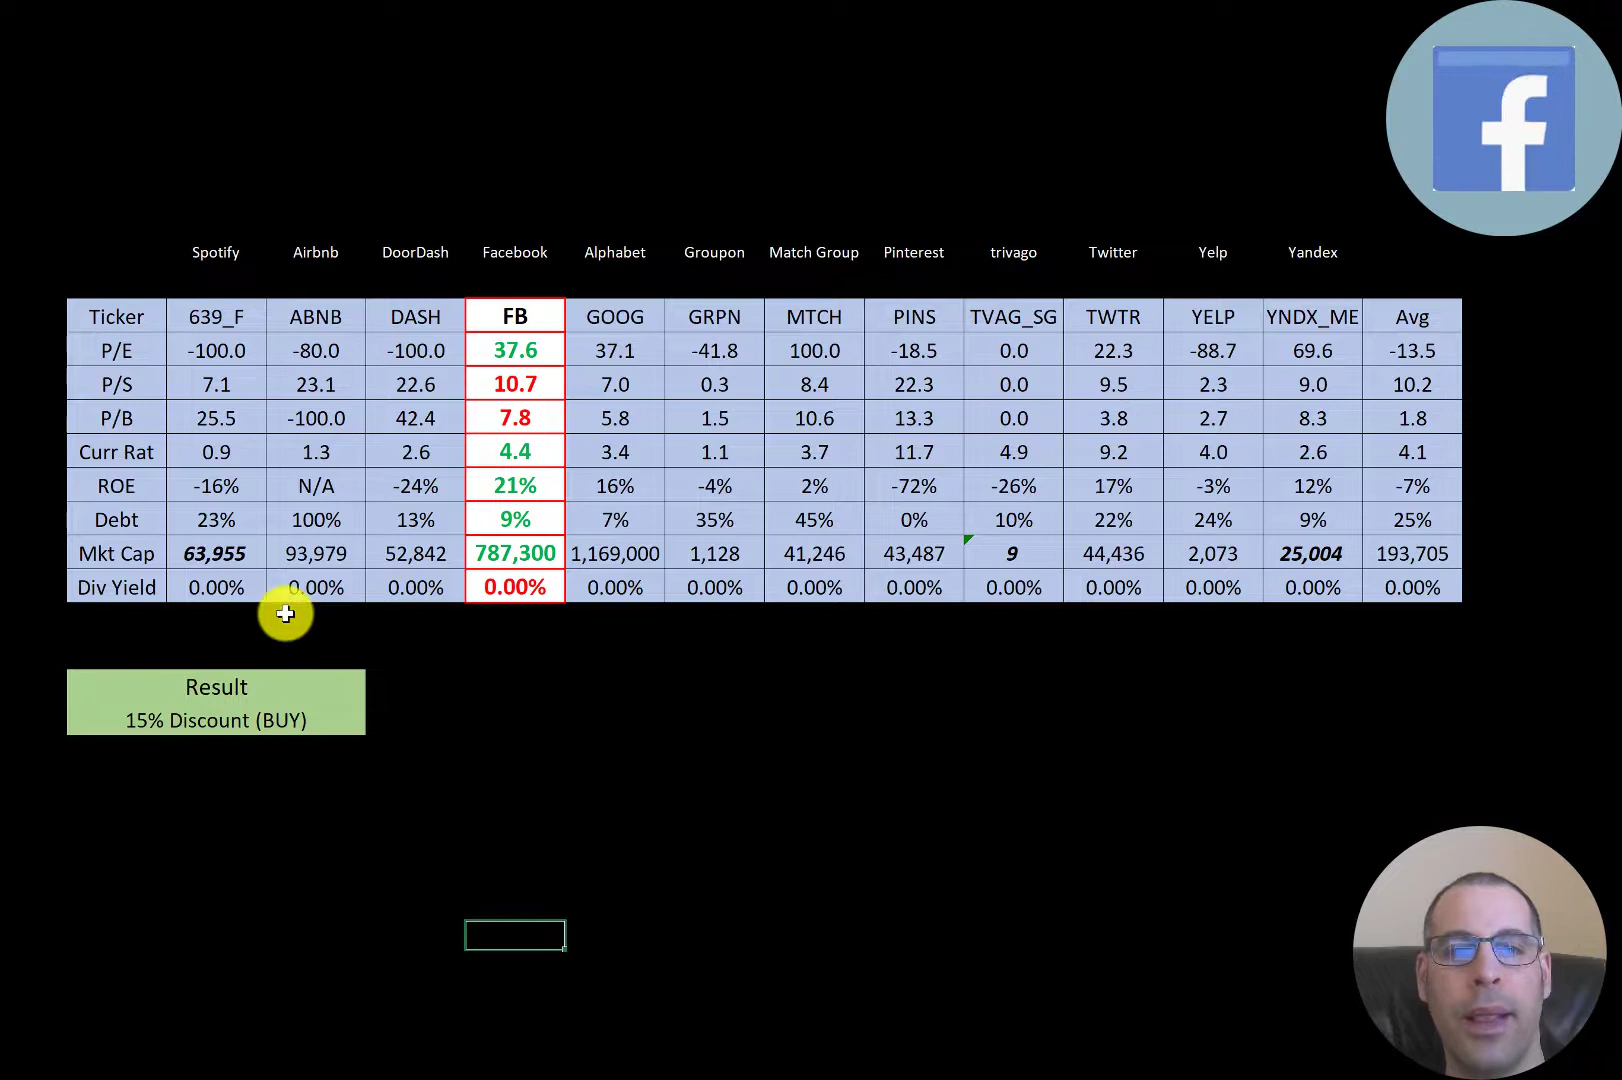 f
Spotify Airbnb DoorDash Facebook Alphabet Groupon Match Group Pinterest trivago Twitter Yelp Yandex
Ticker 639_F ABNB DASH FB GOOG GRPN MTCH PINS TVAG_SG TWTR YELP YNDX_ME Avg
P/E -100.0 -80.0 -100.0 37.6 37.1 -41.8 100.0 -18.5 0.0 22.3 -88.7 69.6 -13.5
P/S 7.1 23.1 22.6 10.7 7.0 0.3 8.4 22.3 0.0 9.5 2.3 9.0 10.2
P/B 25.5 -100.0 42.4 7.8 5.8 1.5 10.6 13.3 0.0 3.8 2.7 8.3 1.8
Curr Rat 0.9 1.3 2.6 4.4 3.4 1.1 3.7 11.7 4.9 9.2 4.0 2.6 4.1
ROE -16% N/A -24% 21% 16% -4% 2% -72% -26% 17% -3% 12% -7%
Debt 23% 100% 13% 9% 7% 35% 45% 0% 10% 22% 24% 9% 25%
Mkt Cap 63,955 93,979 52,842 787,300 1,169,000 1,128 41,246 43,487 9 44,436 2,073 25,004 193,705
Div Yield 0.00% 0.00% 0.00% 0.00% 0.00% 0.00% 0.00% 0.00% 0.00% 0.00% 0.00% 0.00% 0.00%
Result
15% Discount (BUY)